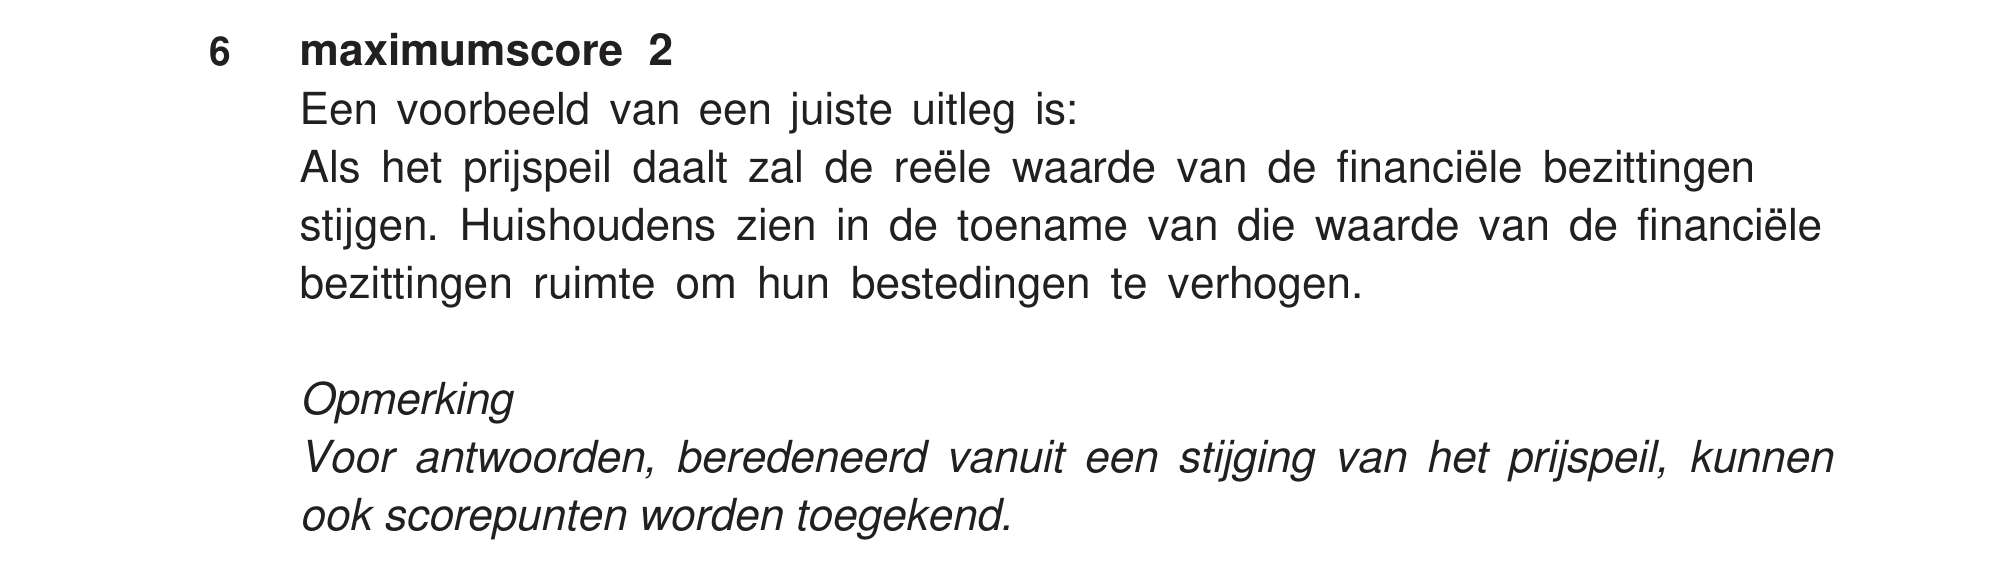 6 maximumscore 2
Een voorbeeld van een juiste uitleg is:
Als het prijspeil daalt zal de reële waarde van de financiële bezittingen
stijgen. Huishoudens zien in de toename van die waarde van de financiële
bezittingen ruimte om hun bestedingen te verhogen.
Opmerking
Voor antwoorden, beredeneerd vanuit een stijging van het prijspeil, kunnen
ook scorepunten worden toegekend.